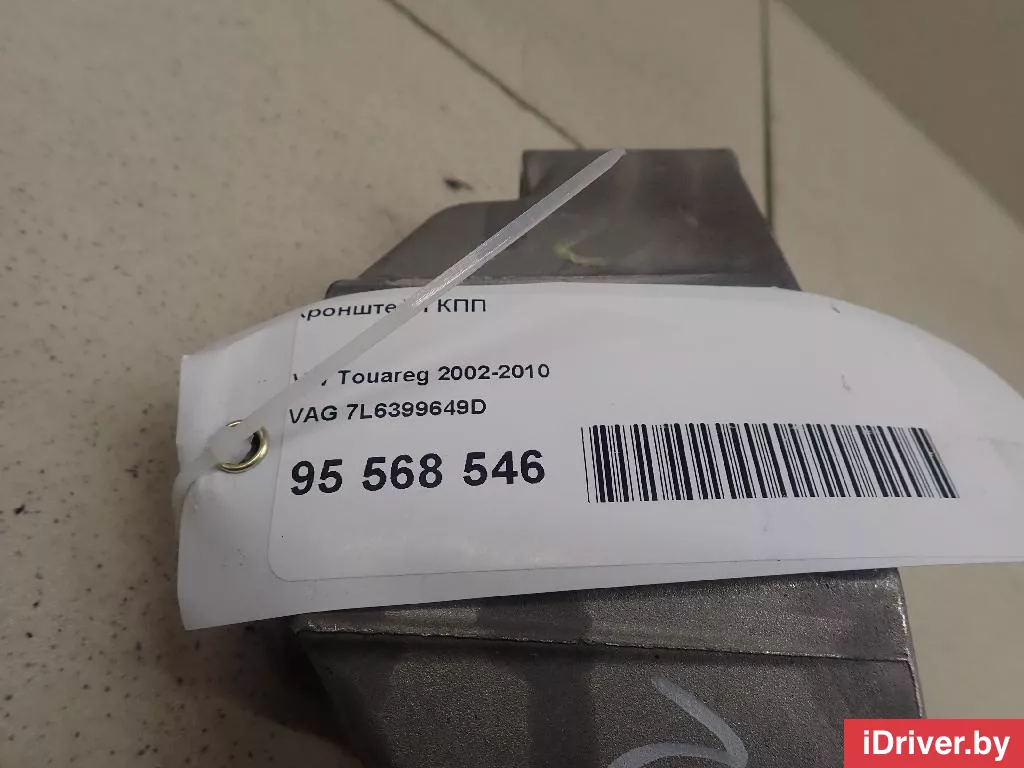 КПП
Touareg 2002-2010
VAG 7L6399649D
95 568 546
iDriver.by